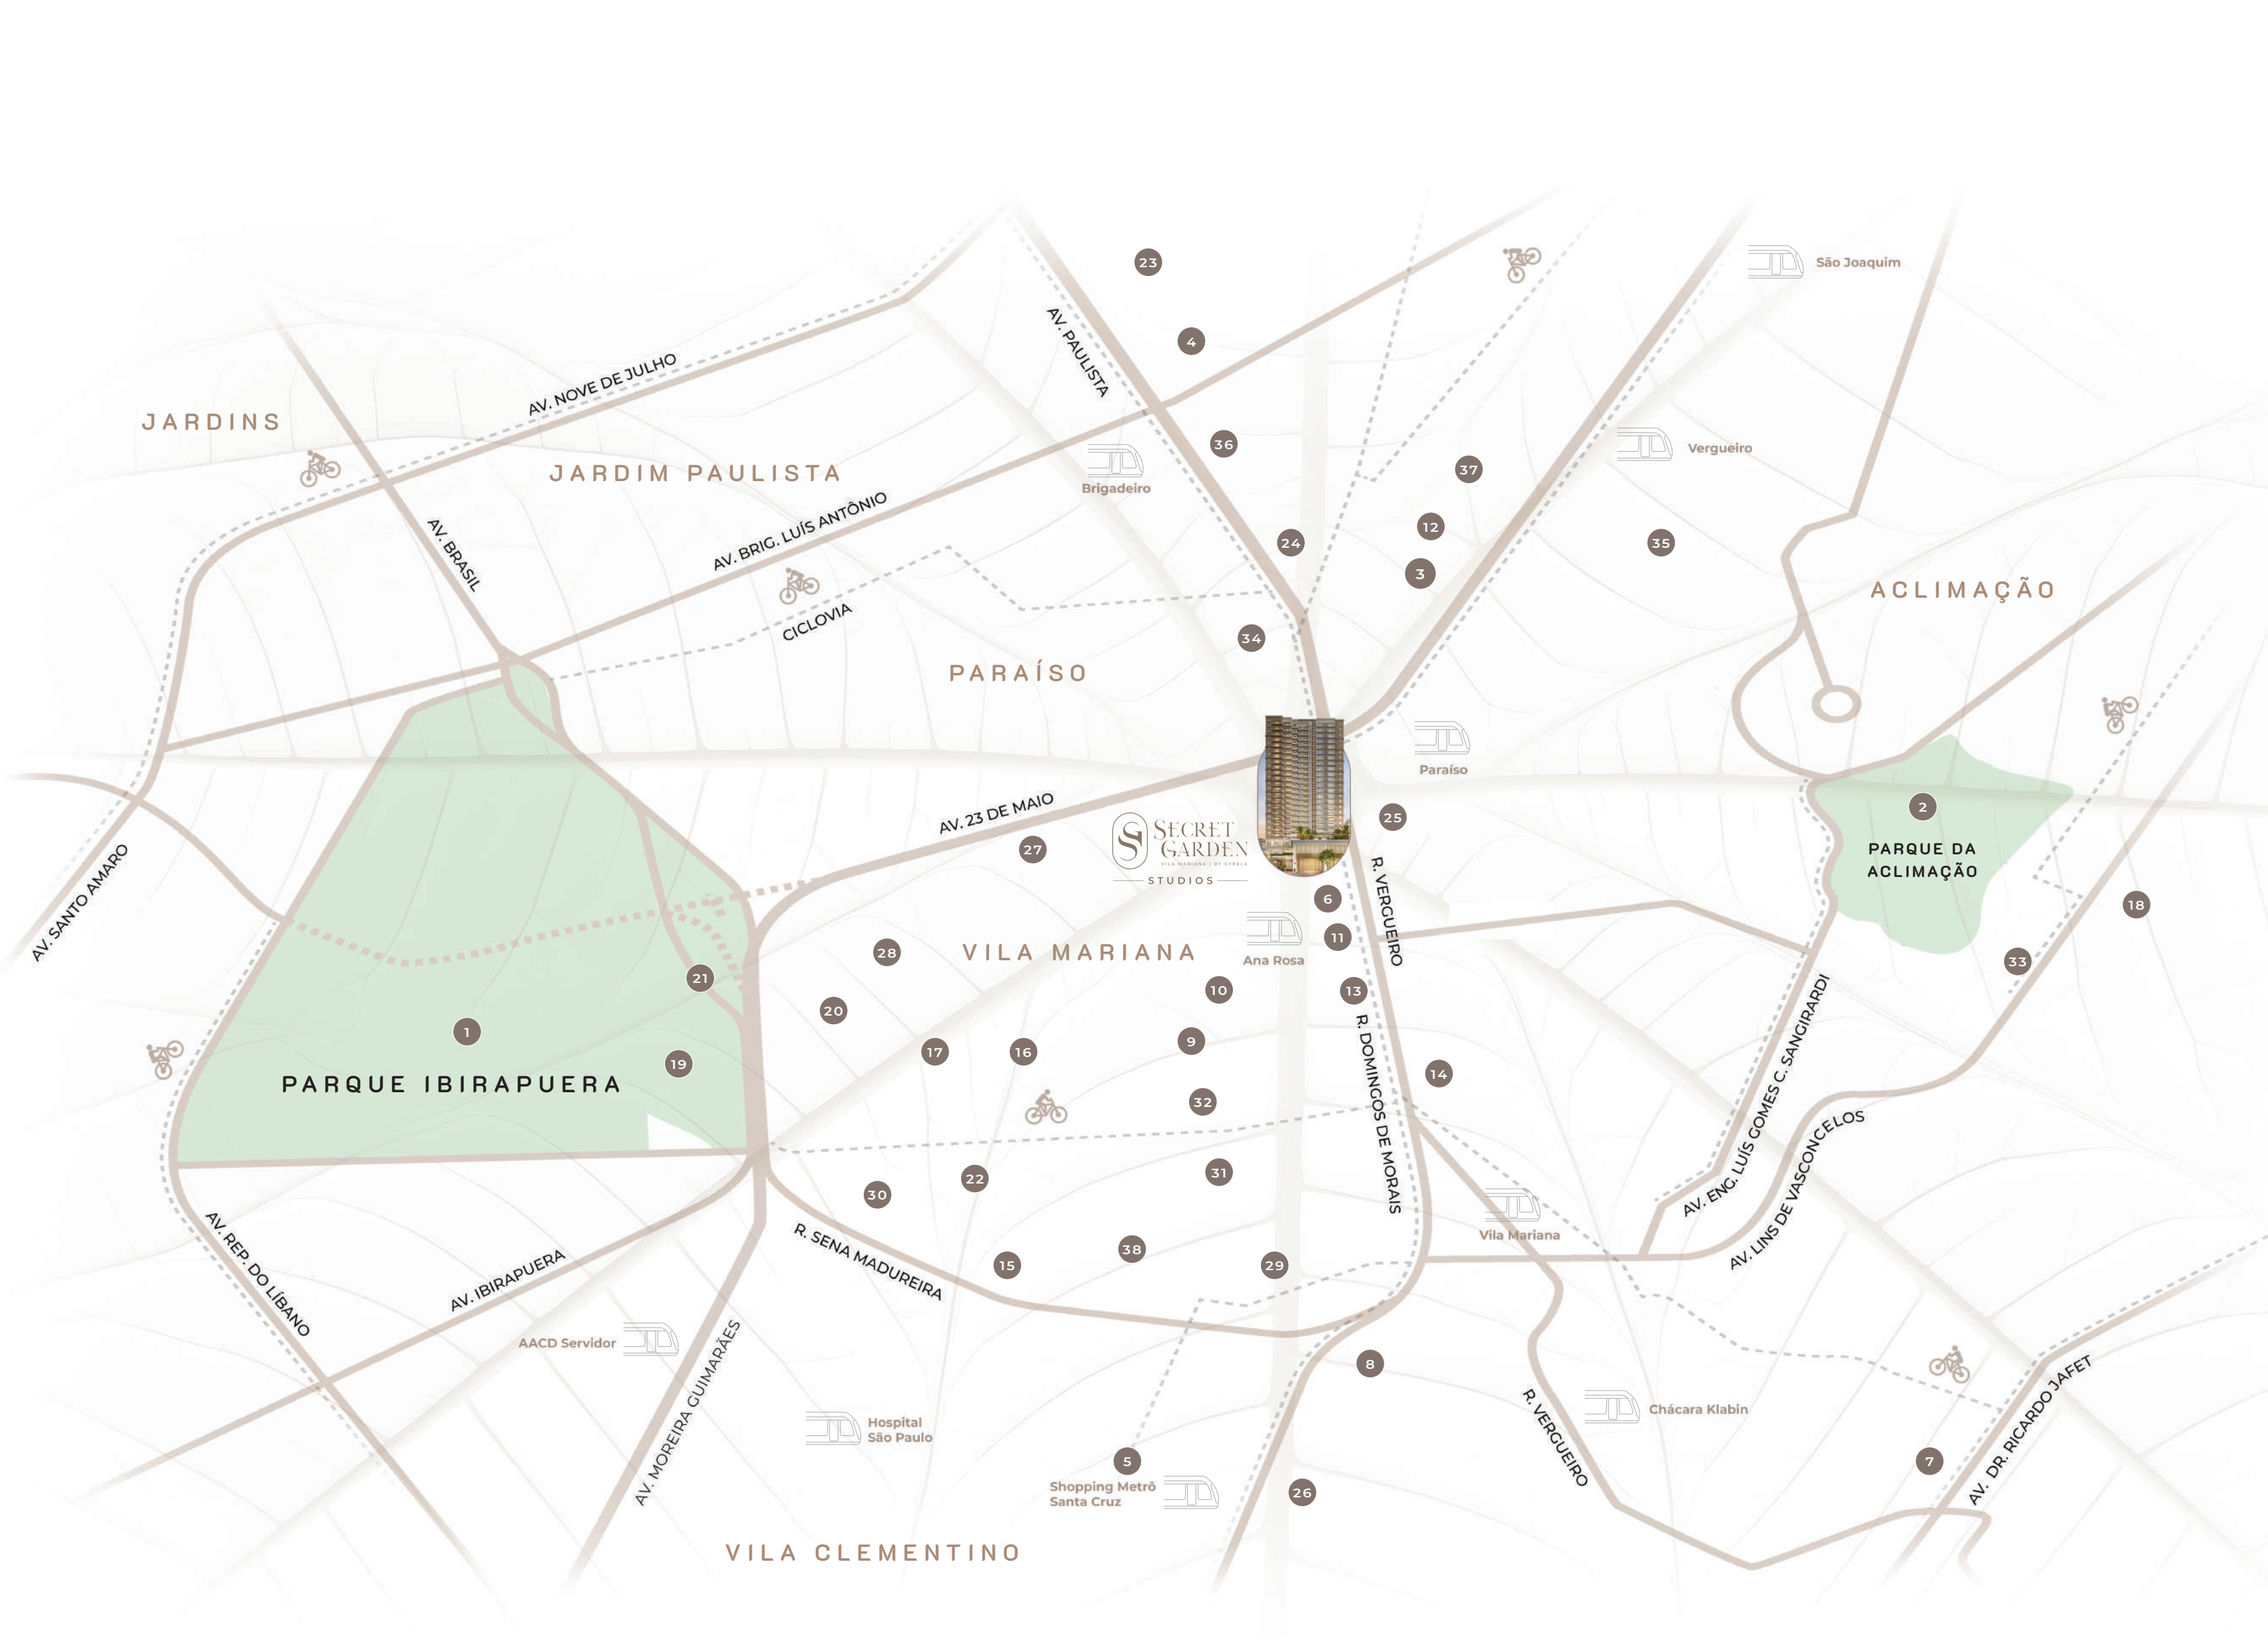 23
São Joaquim
4
AV. PAULISTA
AV. NOVE DE JULHO
JARDINS
36
Vergueiro
JARDIM PAULISTA
37
Brigadeiro
AV. BRIG. LUÍS ANTÔNIO
12
24
35
AV. BRASIL
3
ACLIMAÇÃO
CICLOVIA
34
PARAÍSO
Paraíso
2
AV. 23 DE MAIO
25
SECRET
GARDEN
VILA MARIANA | BY CYRELA
STUDIOS
27
PARQUE DA
ACLIMAÇÃO
AV. SANTO AMARO
6
R. VERGUEIRO
18
11
28
VILA MARIANA
Ana Rosa
33
21
10
13
20
1
9
17
16
R. DOMINGOS DE MORAIS
AV. ENG. LUÍS GOMES C. SANGIRARDI
19
14
PARQUE IBIRAPUERA
32
AV. LINS DE VASCONCELOS
31
22
30
Vila Mariana
R. SENA MADUREIRA
38
15
29
AV. REP. DO LÍBANO
AV. IBIRAPUERA
AACD Servidor
8
AV. MOREIRA GUIMARÃES
Chácara Klabin
Hospital
São Paulo
R. VERGUEIRO
AV. DR. RICARDO JAFET
5
7
Shopping Metrô
Santa Cruz
26
VILA CLEMENTINO